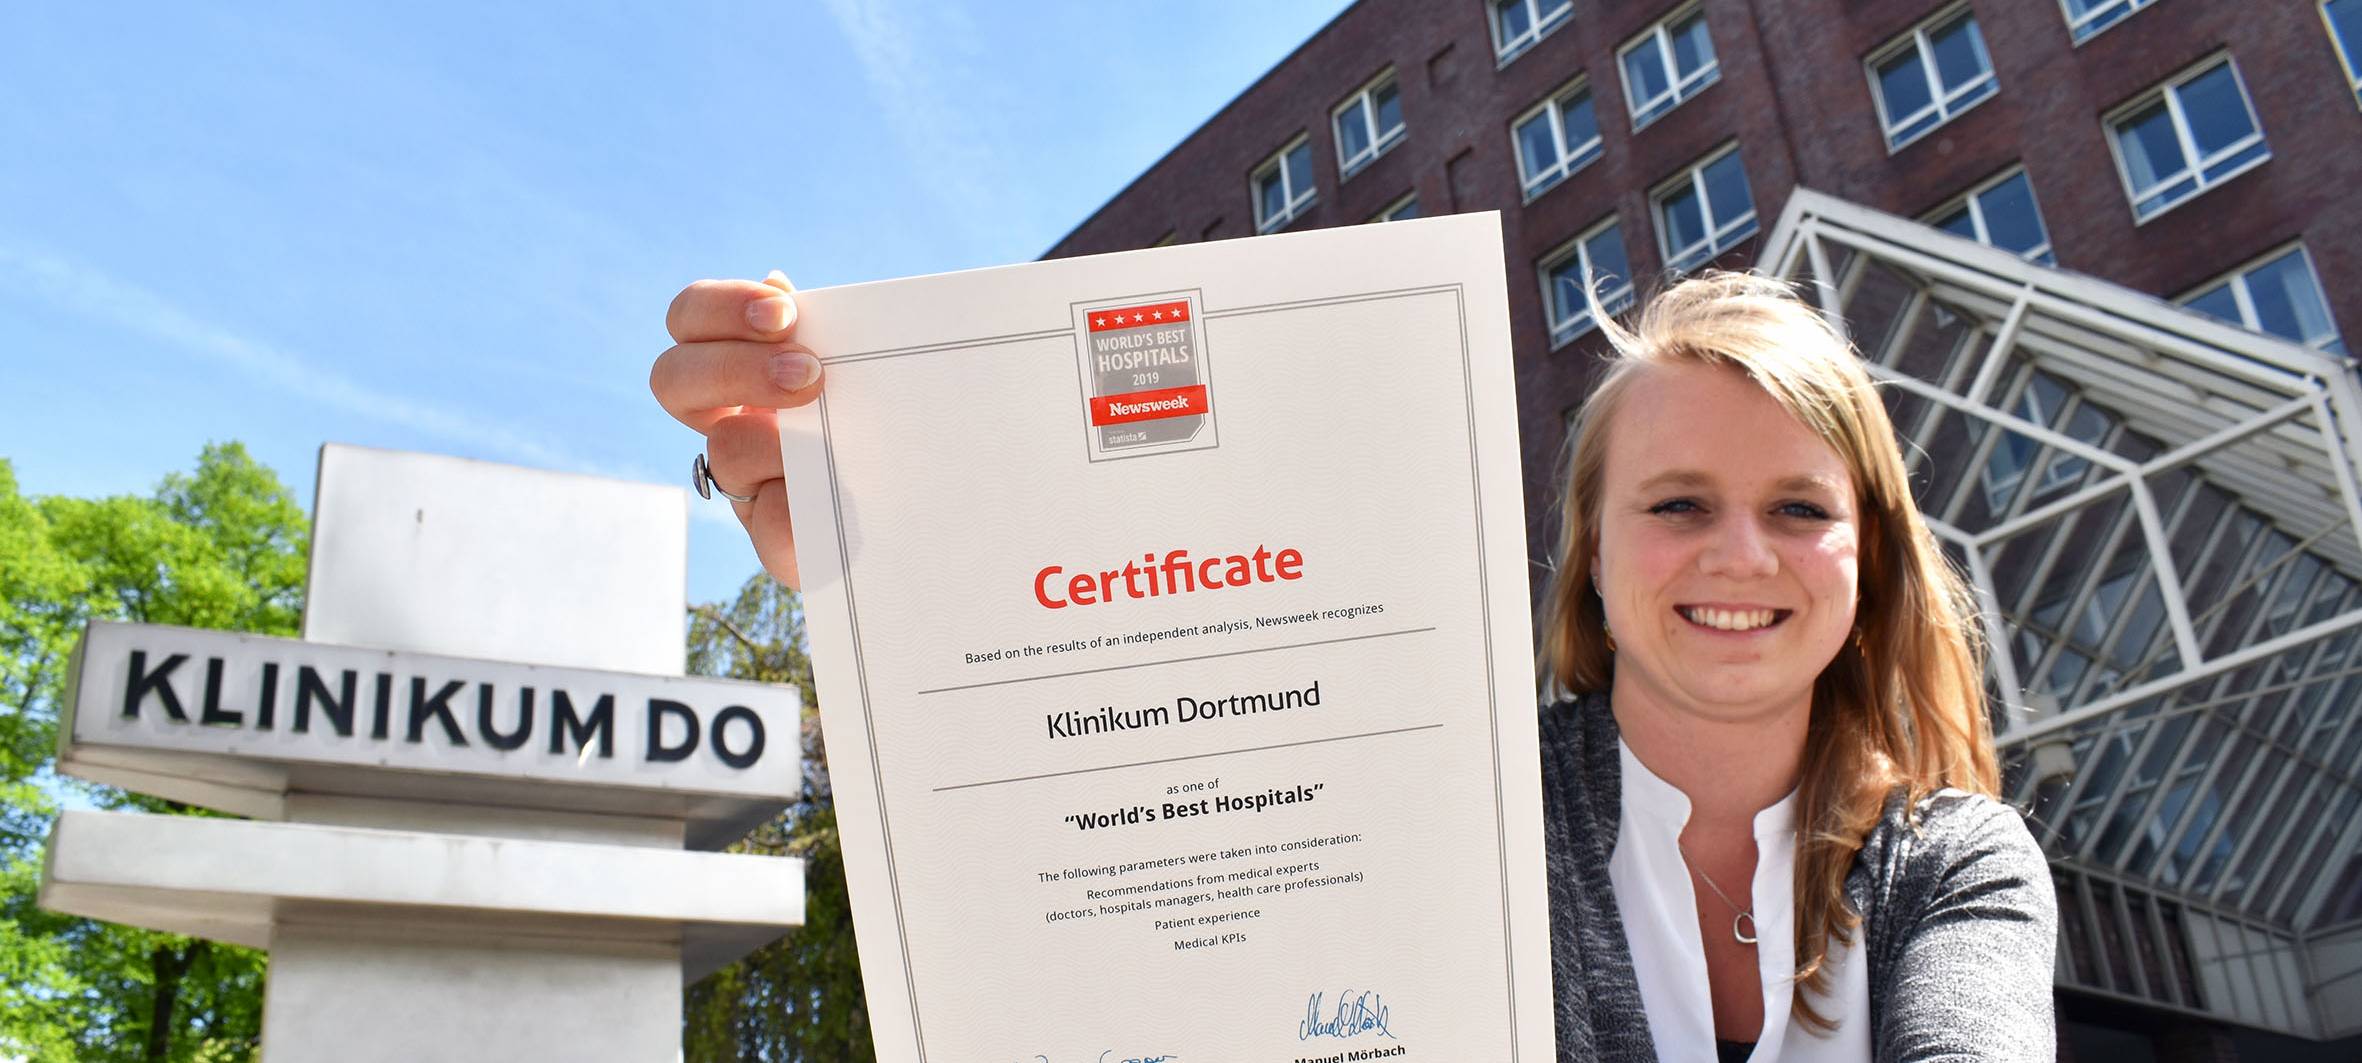 KLINIKUM DO
WORLD'S BEST
HOSPITALS
2019
Newsweek
statista
Certificate
Based on the results of an independent analysis, Newsweek recognizes
Klinikum Dortmund
as one of
“World’s Best Hospitals”
The following parameters were taken into consideration:
Recommendations from medical experts
(doctors, hospitals managers, health care professionals)
Patient experience
Medical KPIs
Manuel Mörbach